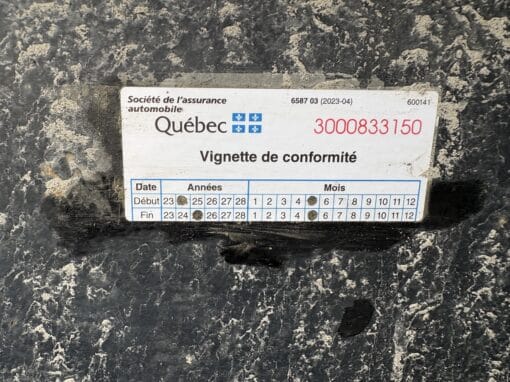 Société de l'assurance
automobile
6587 03 (2023-04)
600141
Québec
3000833150
Vignette de conformité
Date Années Mois
Début 23 25 26 27 28 1 2 3 4 6 7 8 9 10 11 12
Fin 23 24 26 27 28 1 2 3 4 6 7 8 9 10 11 12